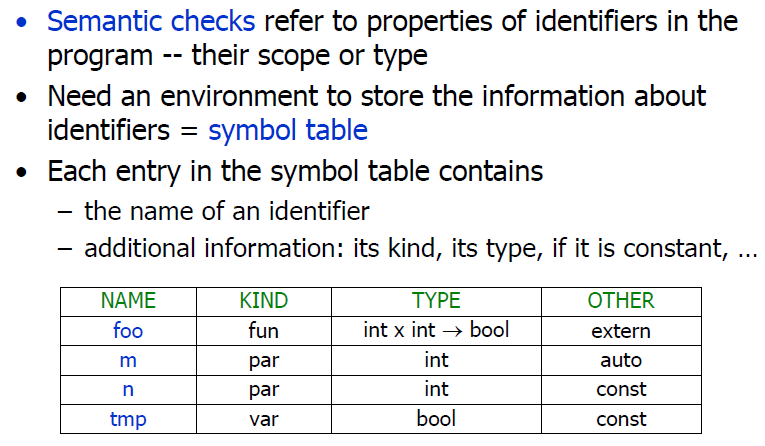 • Semantic checks refer to properties of identifiers in the
program -- their scope or type
• Need an environment to store the information about
identifiers = symbol table
• Each entry in the symbol table contains
– the name of an identifier
– additional information: its kind, its type, if it is constant, ...
NAME KIND TYPE OTHER
foo fun int x int → bool extern
m par int auto
n par int const
tmp var bool const